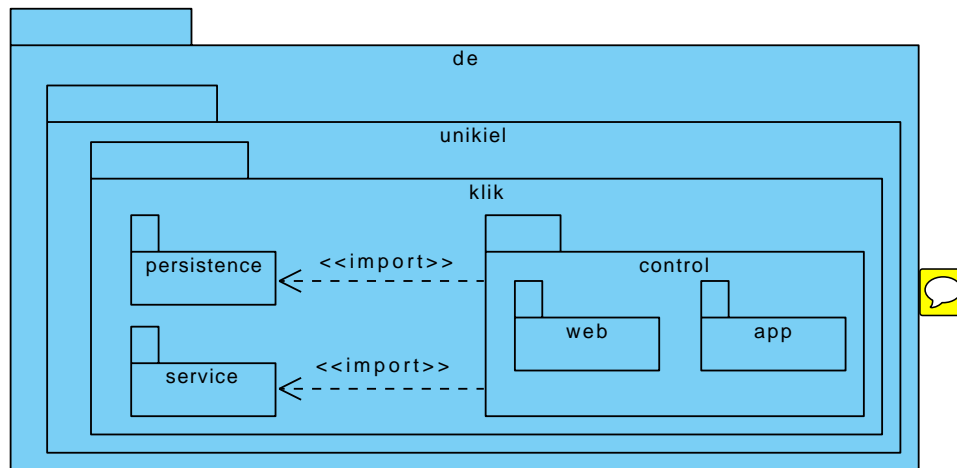 de
unikiel
klik
persistence
<<import>>
control
web
app
service
<<import>>